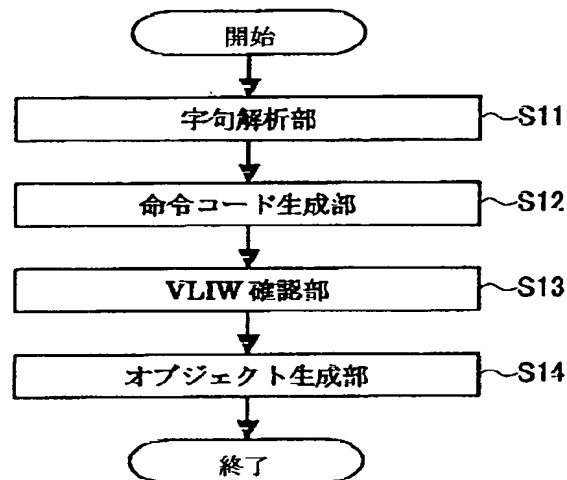 開始
字句解析部 S11
命令コード生成部 S12
VLIW 確認部 S13
オブジェクト生成部 S14
終了